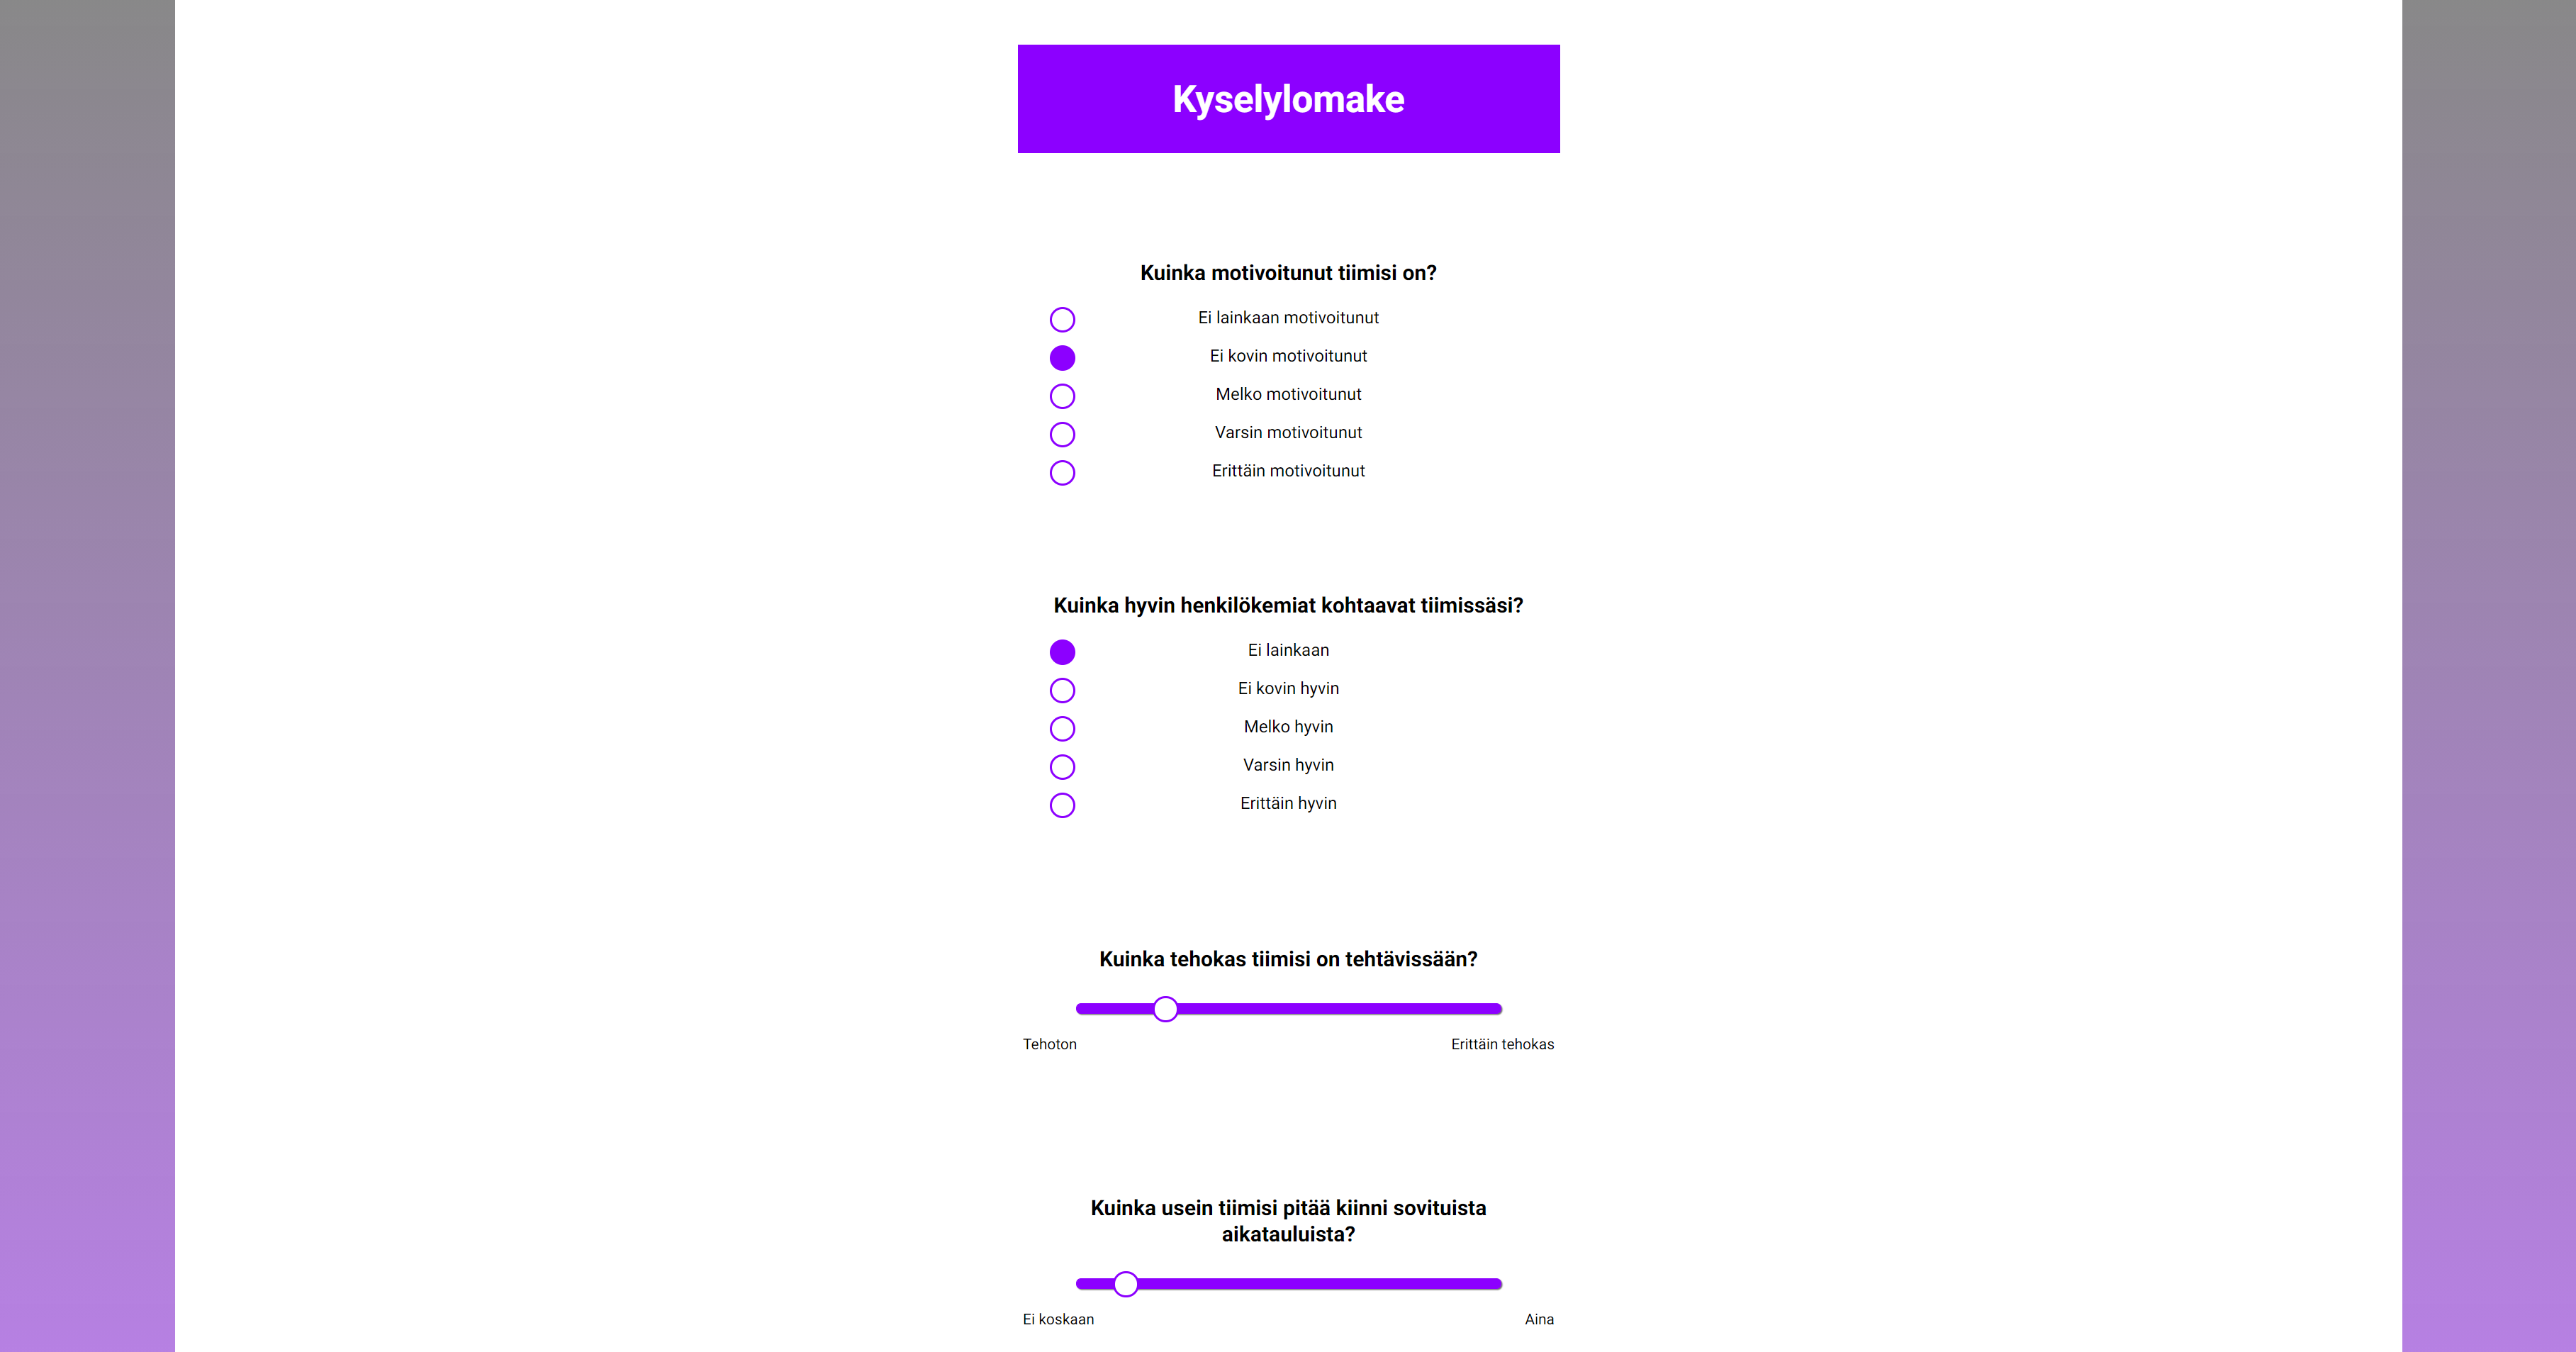 Kyselylomake
Kuinka motivoitunut tiimisi on?
Ei lainkaan motivoitunut
Ei kovin motivoitunut
Melko motivoitunut
Varsin motivoitunut
Erittäin motivoitunut
Kuinka hyvin henkilökemiat kohtaavat tiimissäsi?
Ei lainkaan
Ei kovin hyvin
Melko hyvin
Varsin hyvin
Erittäin hyvin
Kuinka tehokas tiimisi on tehtävissään?
Tehoton
Erittäin tehokas
Kuinka usein tiimisi pitää kiinni sovituista
aikatauluista?
Ei koskaan
Aina